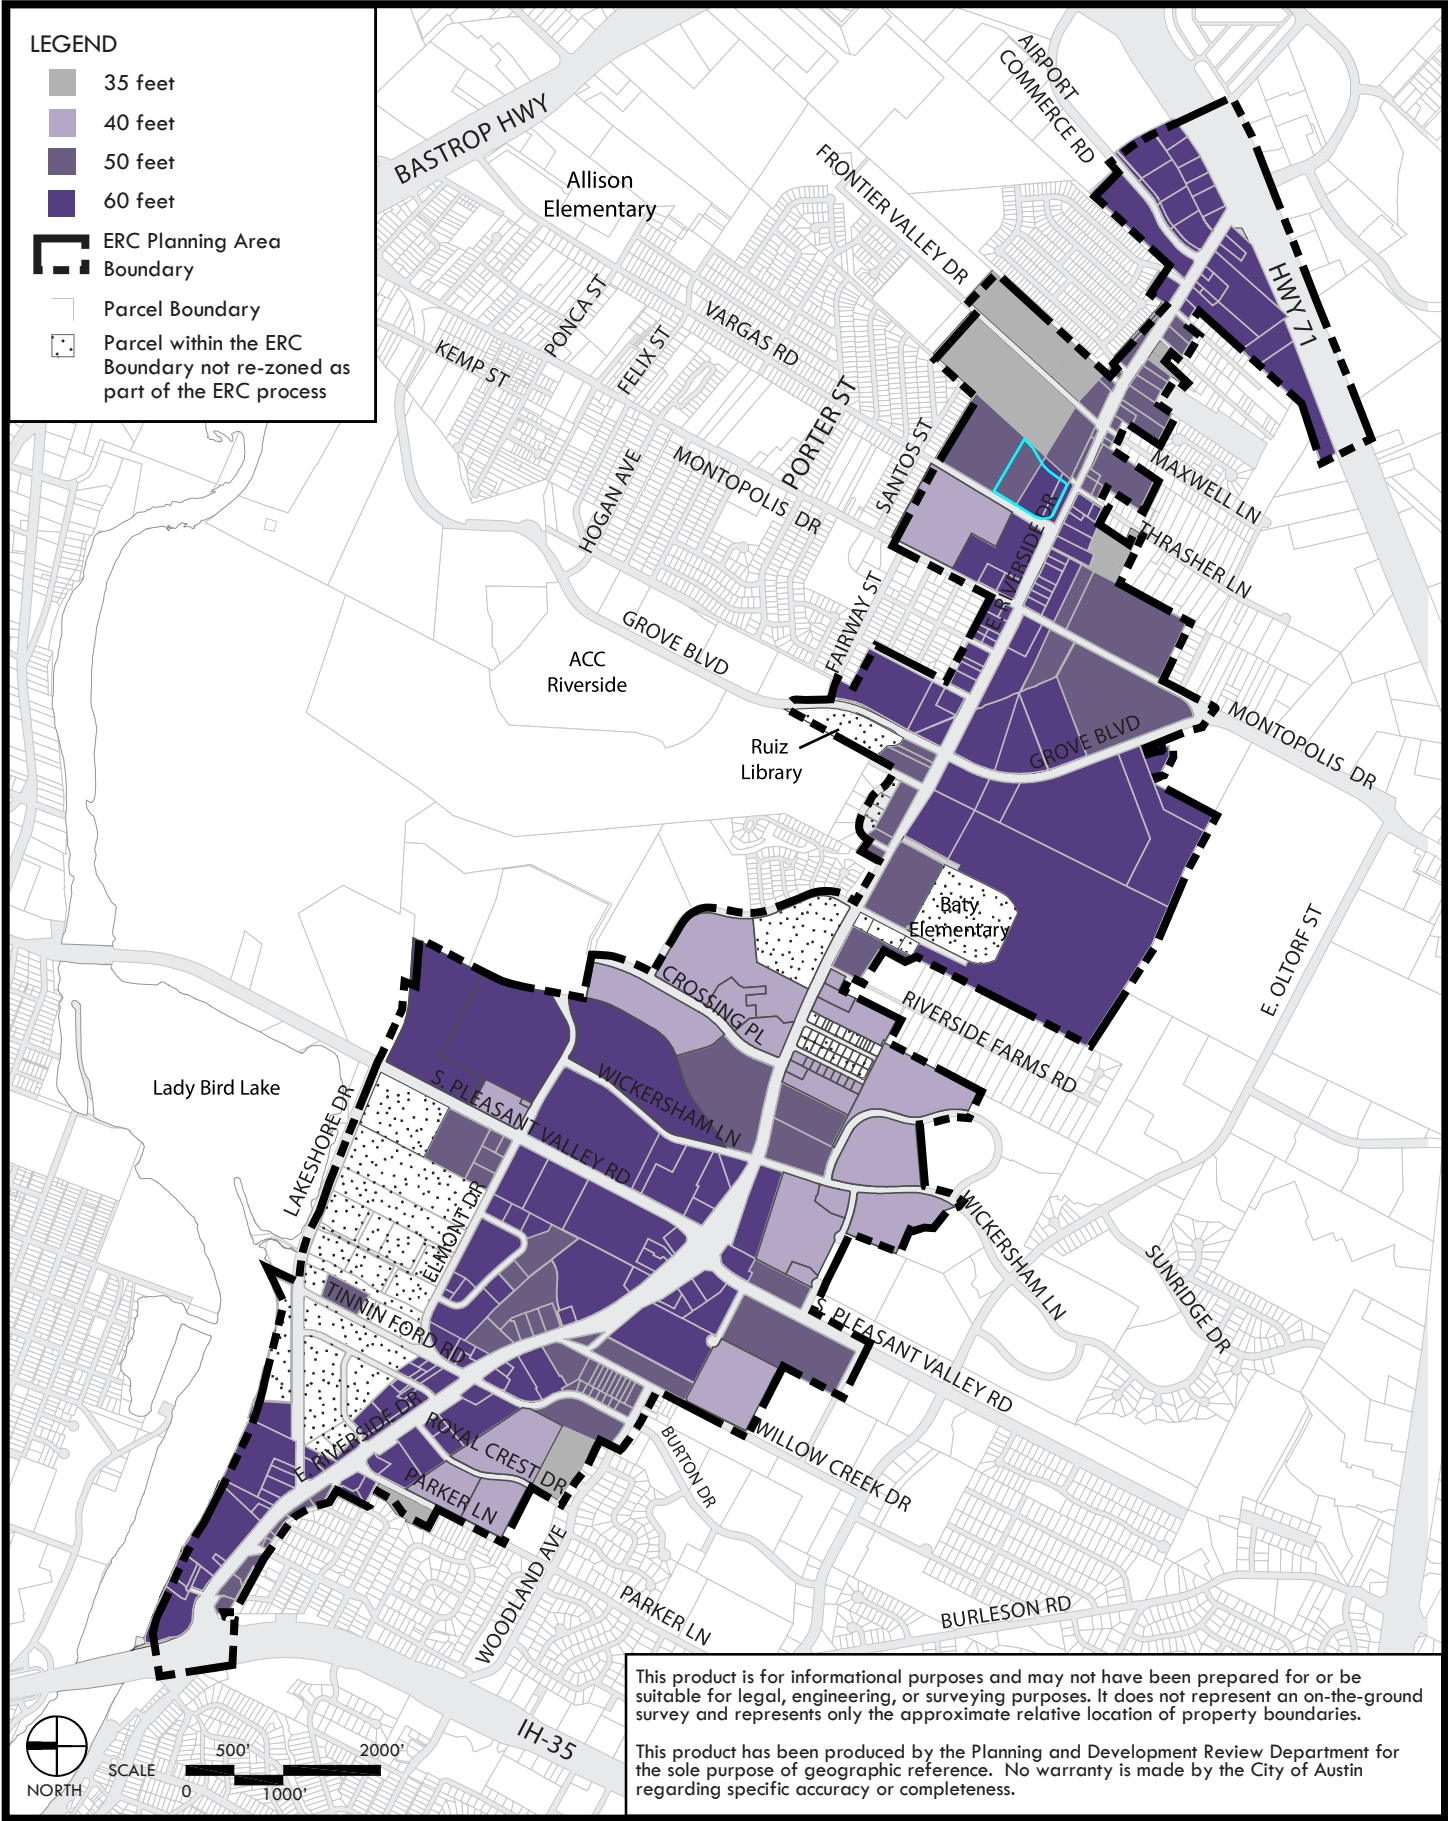 LEGEND
35 feet
40 feet
50 feet
60 feet
ERC Planning Area
Boundary
Parcel Boundary
Parcel within the ERC
Boundary not re-zoned as
part of the ERC process
BASTROP HWY
Allison
Elementary
AIRPORT
COMMERCE RD
FRONTIER VALLEY DR
HWY 71
PONCA ST
VARGAS RD
KEMP ST
FELIX ST
PORTER ST
SANTOS ST
HOGAN AVE
MONTOPOLIS DR
MAXWELL LN
THRASHER LN
E. RIVERSIDE DR
FAIRWAY ST
GROVE BLVD
ACC
Riverside
Ruiz
Library
GROVE BLVD
MONTOPOLIS DR
Baty
Elementary
E. OLTORF ST
RIVERSIDE FARMS RD
CROSSING PL
WICKERSHAM LN
S. PLEASANT VALLEY RD
Lady Bird Lake
LAKESHORE DR
ELMONT DR
TINNIN FORD RD
WICKERSHAM LN
SUNRIDGE DR
S. PLEASANT VALLEY RD
E. RIVERSIDE DR
ROYAL CREST DR
PARKER LN
WILLOW CREEK DR
BURTON DR
WOODLAND AVE
PARKER LN
BURLESON RD
IH-35
NORTH
SCALE
500'
2000'
0
1000'
This product is for informational purposes and may not have been prepared for or be
suitable for legal, engineering, or surveying purposes. It does not represent an on-the-ground
survey and represents only the approximate relative location of property boundaries.
This product has been produced by the Planning and Development Review Department for
the sole purpose of geographic reference. No warranty is made by the City of Austin
regarding specific accuracy or completeness.